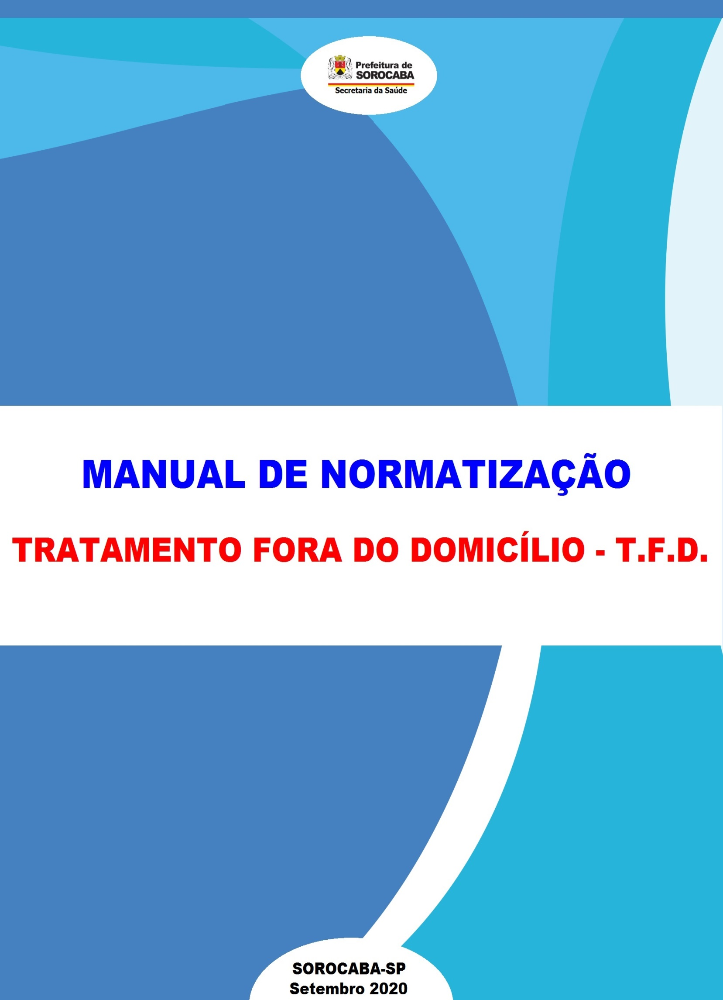 Prefeitura de
SOROCABA
Secretaria da Saúde
MANUAL DE NORMATIZAÇÃO
TRATAMENTO FORA DO DOMICÍLIO - T.F.D.
SOROCABA-SP
Setembro 2020